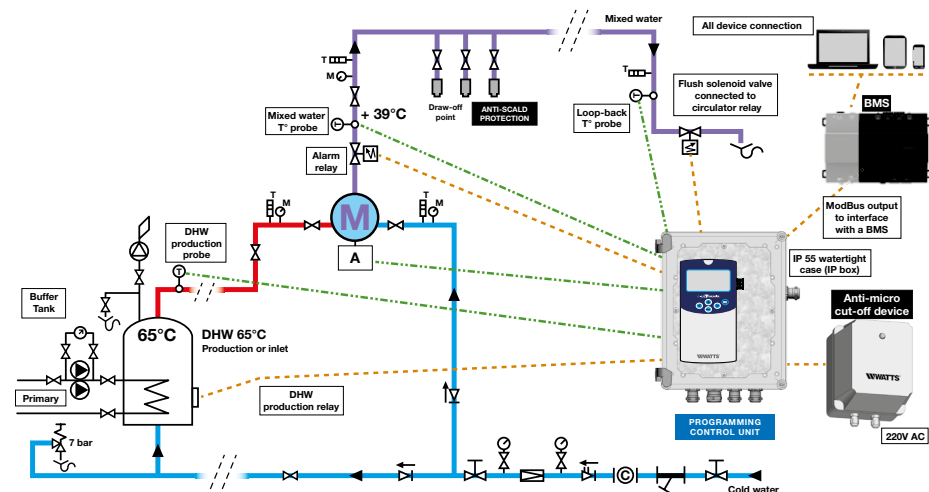 Mixed water
All device connection
T
M
T
Draw-off
point
ANTI-SCALD
PROTECTION
Flush solenoid valve
connected to
circulator relay
BMS
Mixed water
T° probe
T
+ 39°C
Loop-back
T° probe
T
Alarm
relay
ModBus output
to interface
with a BMS
T
M
M
T
M
A
DHW
production
probe
T
IP 55 watertight
case (IP box)
Buffer
Tank
65°C
DHW 65°C
Production or inlet
Anti-micro
cut-off device
WATTS
WATTS
Primary
DHW
production relay
PROGRAMMING
CONTROL UNIT
220V AC
7 bar
C
Cold water